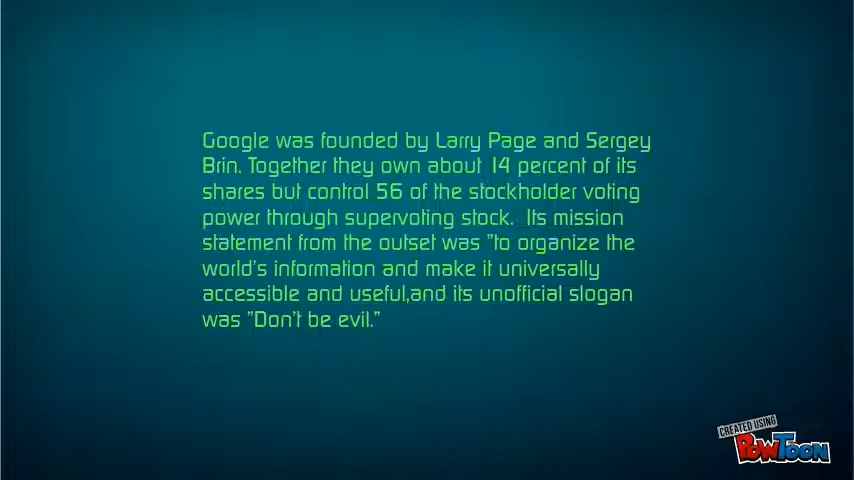 Google was founded by Larry Page and Sergey
Brin. Together they own about 14 percent of its
shares but control 56 of the stockholder voting
power through supervoting stock. Its mission
statement from the outset was "to organize the
world's information and make it universally
accessible and useful,and its unofficial slogan
was "Don't be evil."
CREATED USING
POWTOON